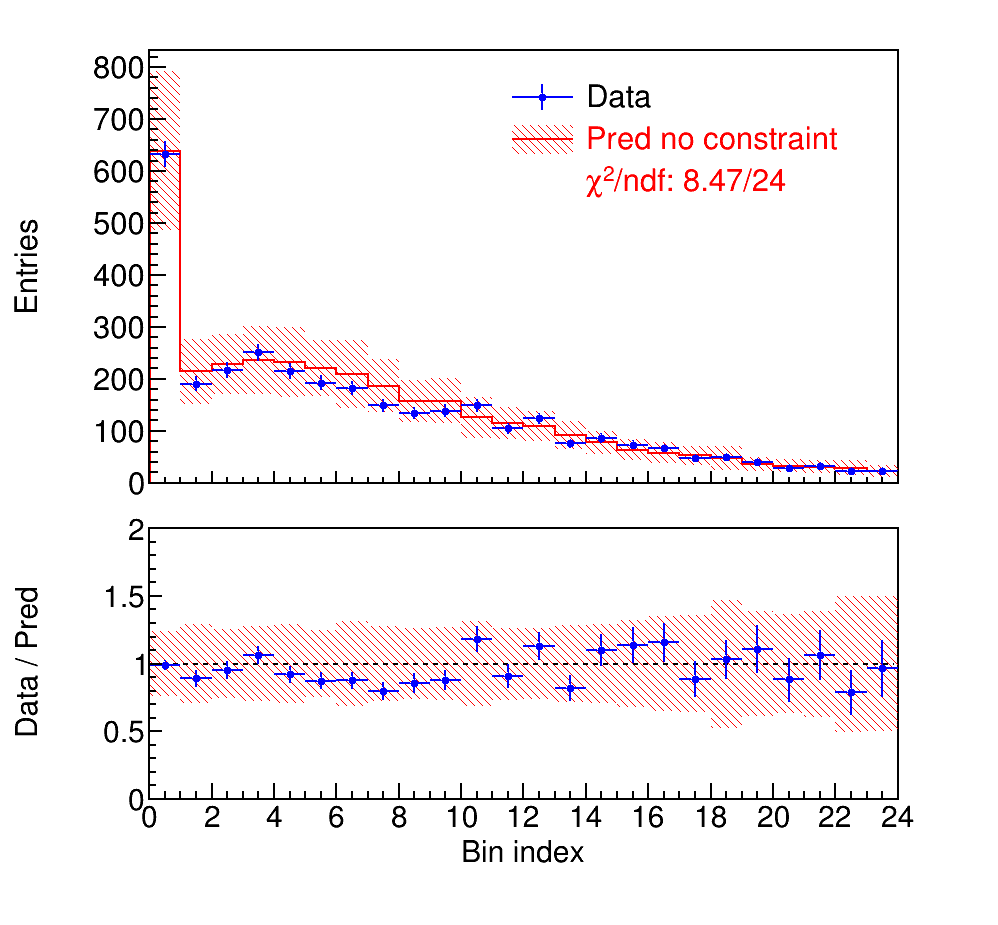 800
700
600
500
400
300
200
100
0
Entries
Data
Pred no constraint
χ²/ndf: 8.47/24
2
1.5
1
0.5
0
Data / Pred
0 2 4 6 8 10 12 14 16 18 20 22 24
Bin index